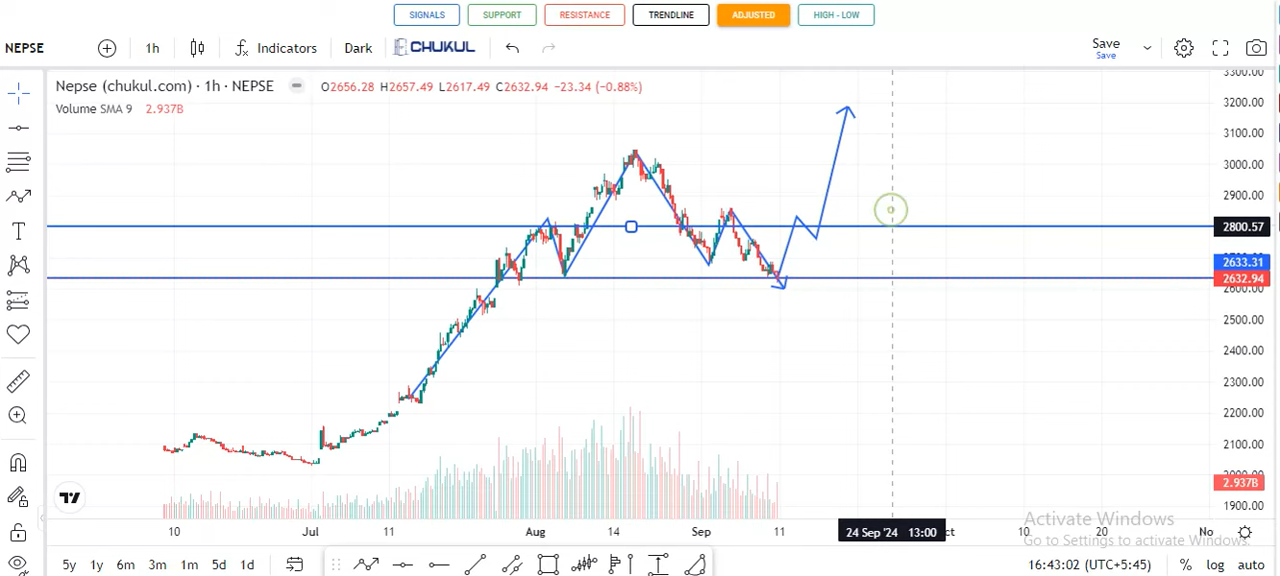 SIGNALS SUPPORT RESISTANCE TRENDLINE ADJUSTED HIGH - LOW
NEPSE 1h Indicators Dark CHUKUL Save
Save
Nepse (chukul.com) · 1h · NEPSE O2656.28 H2657.49 L2617.49 C2632.94 −23.34 (−0.88%)
Volume SMA 9 2.937B
3300.00
3200.00
3100.00
3000.00
2900.00
2800.57
2633.31
2632.94
2600.00
2500.00
2400.00
2300.00
2200.00
2100.00
2.937B
1900.00
10 Jul 11 Aug 14 Sep 11 24 Sep '24 13:00 10 20 No
Activate Windows
Go to Settings to activate Windows.
5y 1y 6m 3m 1m 5d 1d 16:43:02 (UTC+5:45) % log auto